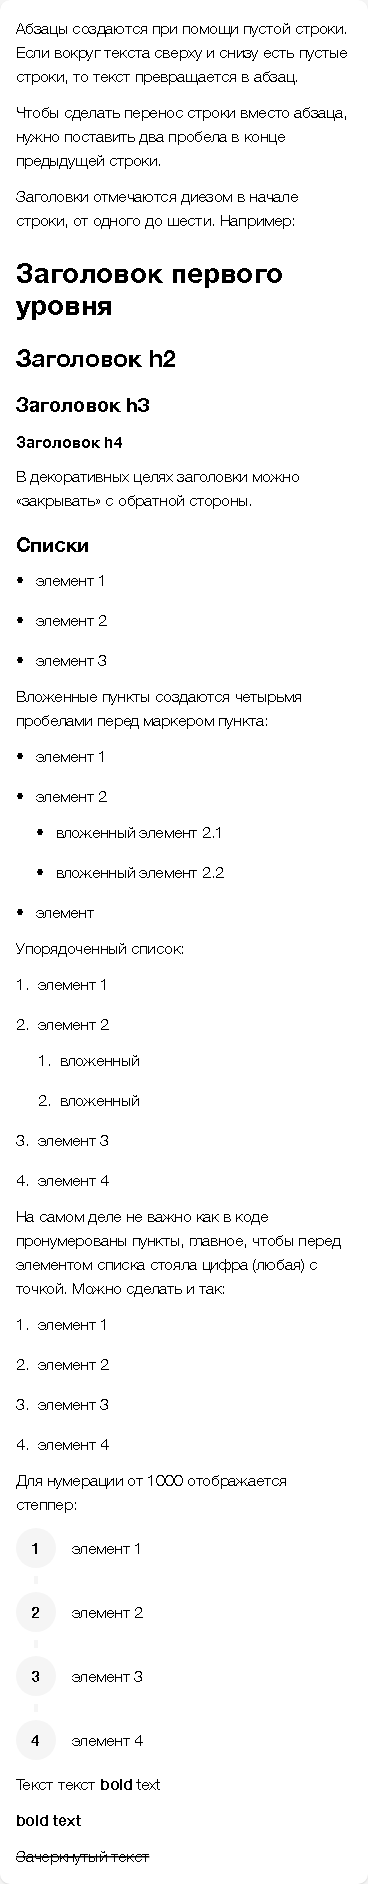 Абзацы создаются при помощи пустой строки.
Если вокруг текста сверху и снизу есть пустые
строки, то текст превращается в абзац.
Чтобы сделать перенос строки вместо абзаца,
нужно поставить два пробела в конце
предыдущей строки.
Заголовки отмечаются диезом в начале
строки, от одного до шести. Например:
Заголовок первого
уровня
Заголовок h2
Заголовок h3
Заголовок h4
В декоративных целях заголовки можно
«закрывать» с обратной стороны.
Списки
• элемент 1
• элемент 2
• элемент 3
Вложенные пункты создаются четырьмя
пробелами перед маркером пункта:
• элемент 1
• элемент 2
• вложенный элемент 2.1
• вложенный элемент 2.2
• элемент
Упорядоченный список:
1. элемент 1
2. элемент 2
1. вложенный
2. вложенный
3. элемент 3
4. элемент 4
На самом деле не важно как в коде
пронумерованы пункты, главное, чтобы перед
элементом списка стояла цифра (любая) с
точкой. Можно сделать и так:
1. элемент 1
2. элемент 2
3. элемент 3
4. элемент 4
Для нумерации от 1000 отображается
степпер:
1 элемент 1
2 элемент 2
3 элемент 3
4 элемент 4
Текст текст bold text
bold text
Зачеркнутый текст